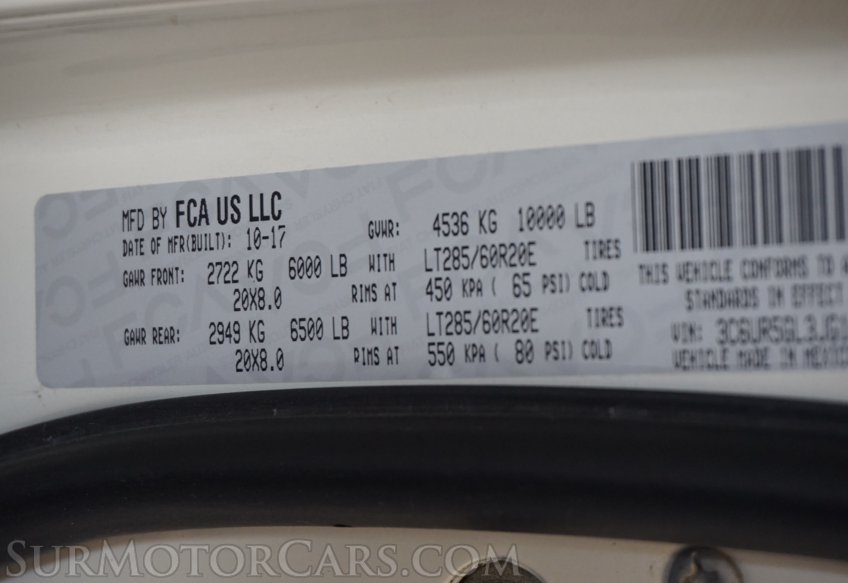 MFD BY FCA US LLC
DATE OF MFR(BUILT): 10-17 GVWR: 4536 KG 10000 LB
GAWR FRONT: 2722 KG 6000 LB WITH LT285/60R20E TIRES
20X8.0 RIMS AT 450 KPA ( 65 PSI) COLD
GAWR REAR: 2949 KG 6500 LB WITH LT285/60R20E TIRES
20X8.0 RIMS AT 550 KPA ( 80 PSI) COLD
THIS VEHICLE CONFORMS TO
STANDARDS IN EFFECT
VIN: 3C6UR5GL3JG1
VEHICLE MADE IN MEXICO
SURMOTORCARS.COM